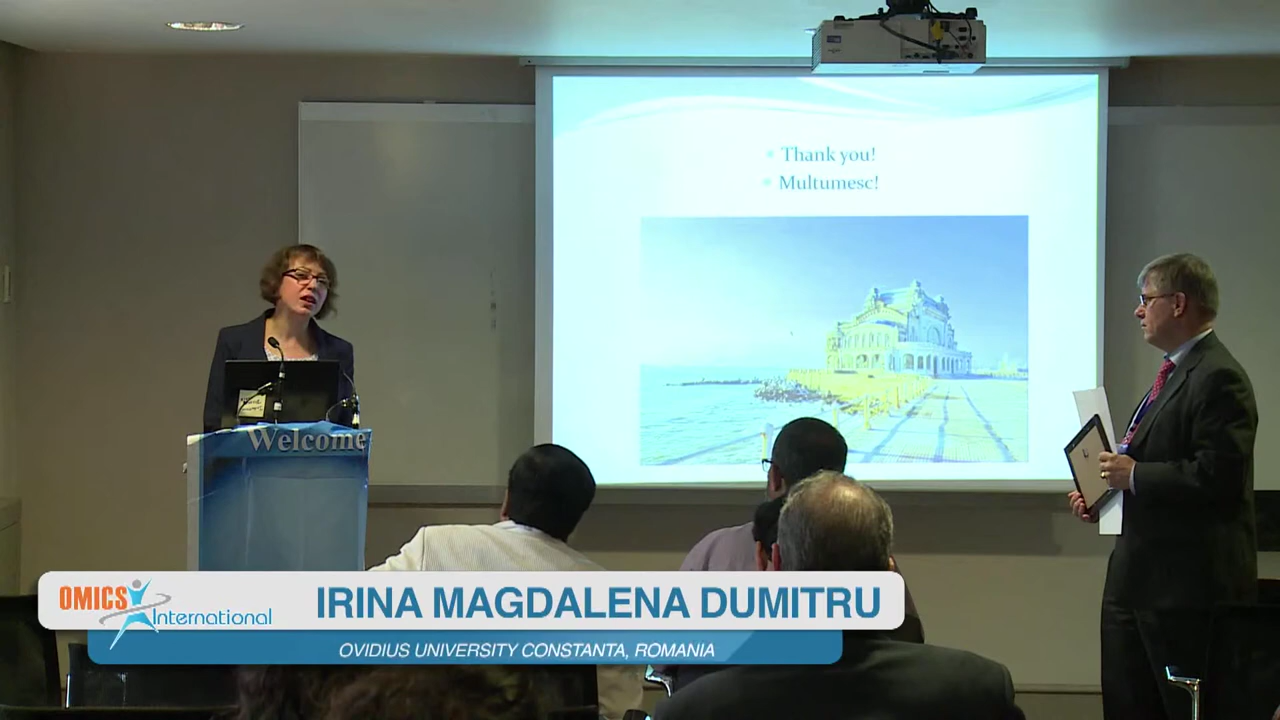 Thank you!
Multumesc!
Welcome
OMICS International
IRINA MAGDALENA DUMITRU
OVIDIUS UNIVERSITY CONSTANTA, ROMANIA